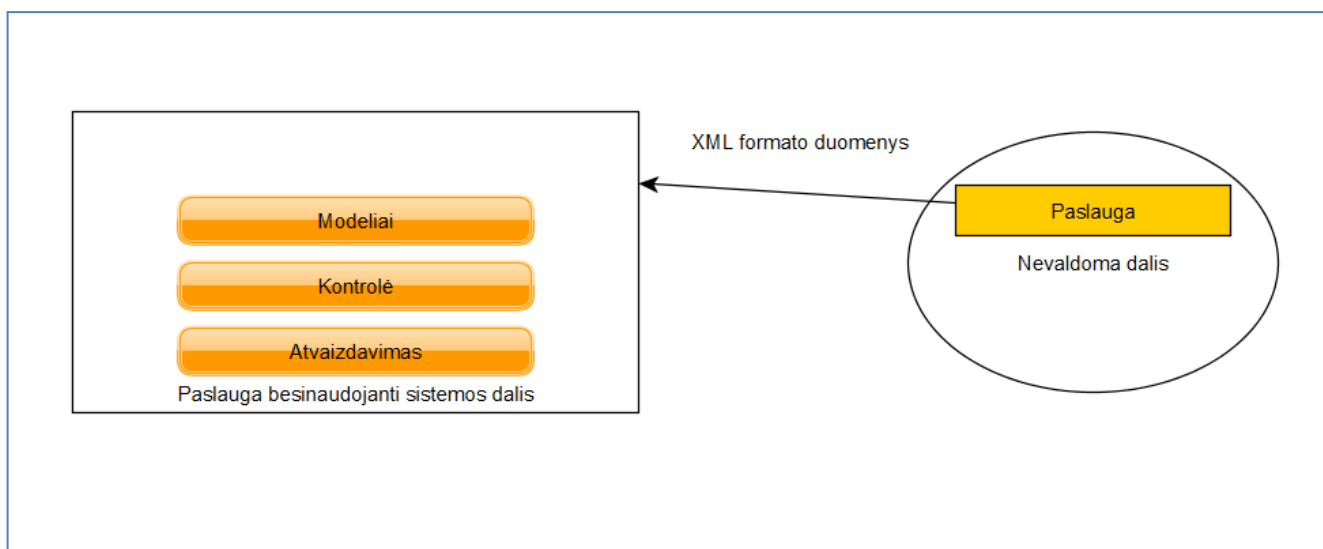 XML formato duomenys
Paslauga
Nevaldoma dalis
Modeliai
Kontrolė
Atvaizdavimas
Paslauga besinaudojanti sistemos dalis